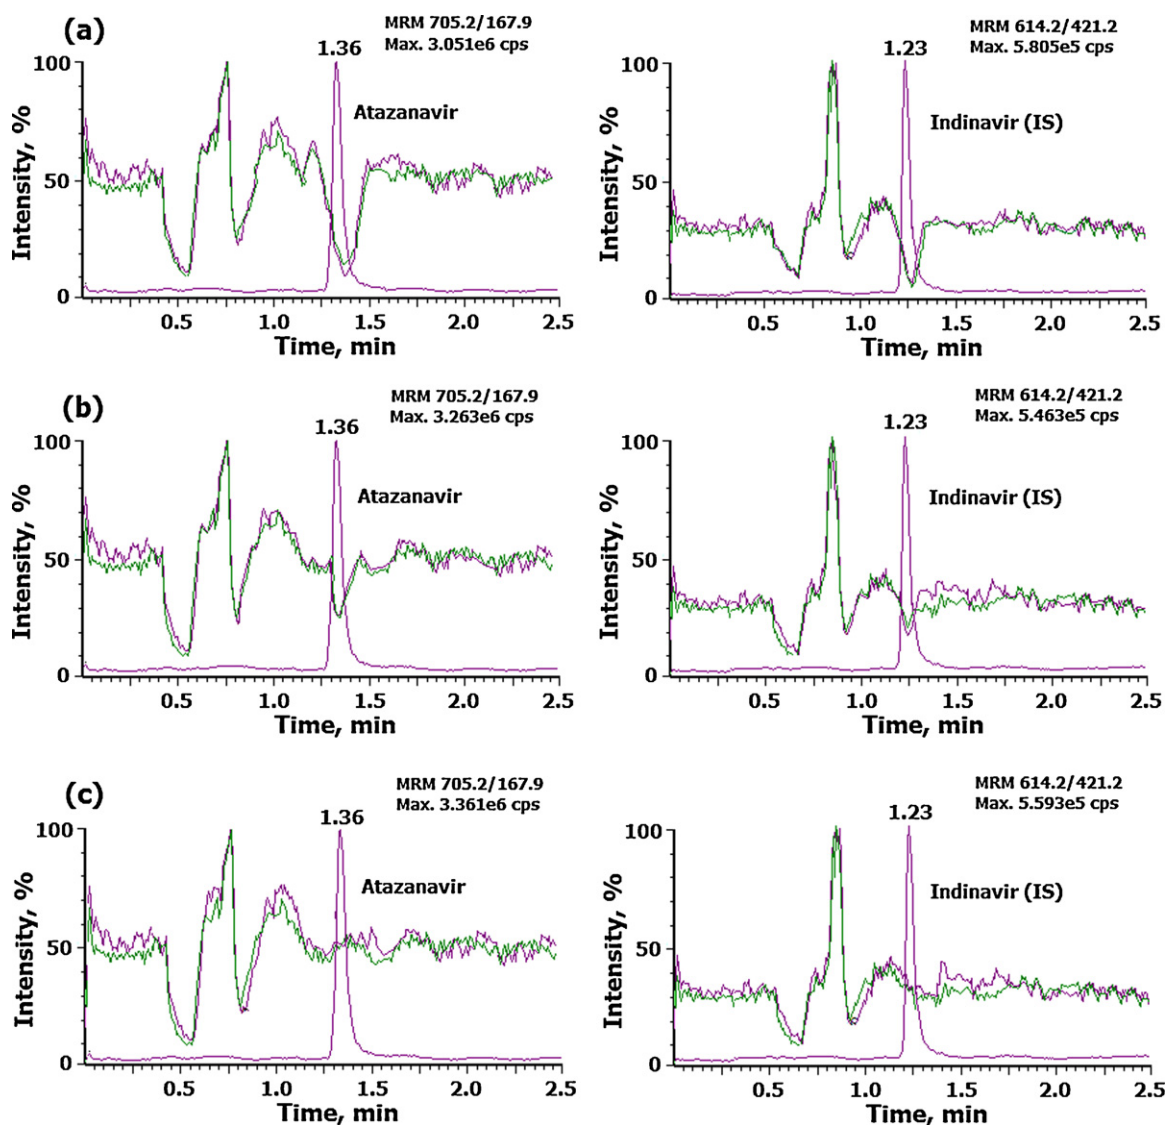 (a)
MRM 705.2/167.9
Max. 3.051e6 cps
1.36
Atazanavir
Intensity, %
100
50
0
0.5 1.0 1.5 2.0 2.5
Time, min
MRM 614.2/421.2
Max. 5.805e5 cps
1.23
Indinavir (IS)
Intensity, %
100
50
0
0.5 1.0 1.5 2.0 2.5
Time, min
(b)
MRM 705.2/167.9
Max. 3.263e6 cps
1.36
Atazanavir
Intensity, %
100
50
0
0.5 1.0 1.5 2.0 2.5
Time, min
MRM 614.2/421.2
Max. 5.463e5 cps
1.23
Indinavir (IS)
Intensity, %
100
50
0
0.5 1.0 1.5 2.0 2.5
Time, min
(c)
MRM 705.2/167.9
Max. 3.361e6 cps
1.36
Atazanavir
Intensity, %
100
50
0
0.5 1.0 1.5 2.0 2.5
Time, min
MRM 614.2/421.2
Max. 5.593e5 cps
1.23
Indinavir (IS)
Intensity, %
100
50
0
0.5 1.0 1.5 2.0 2.5
Time, min